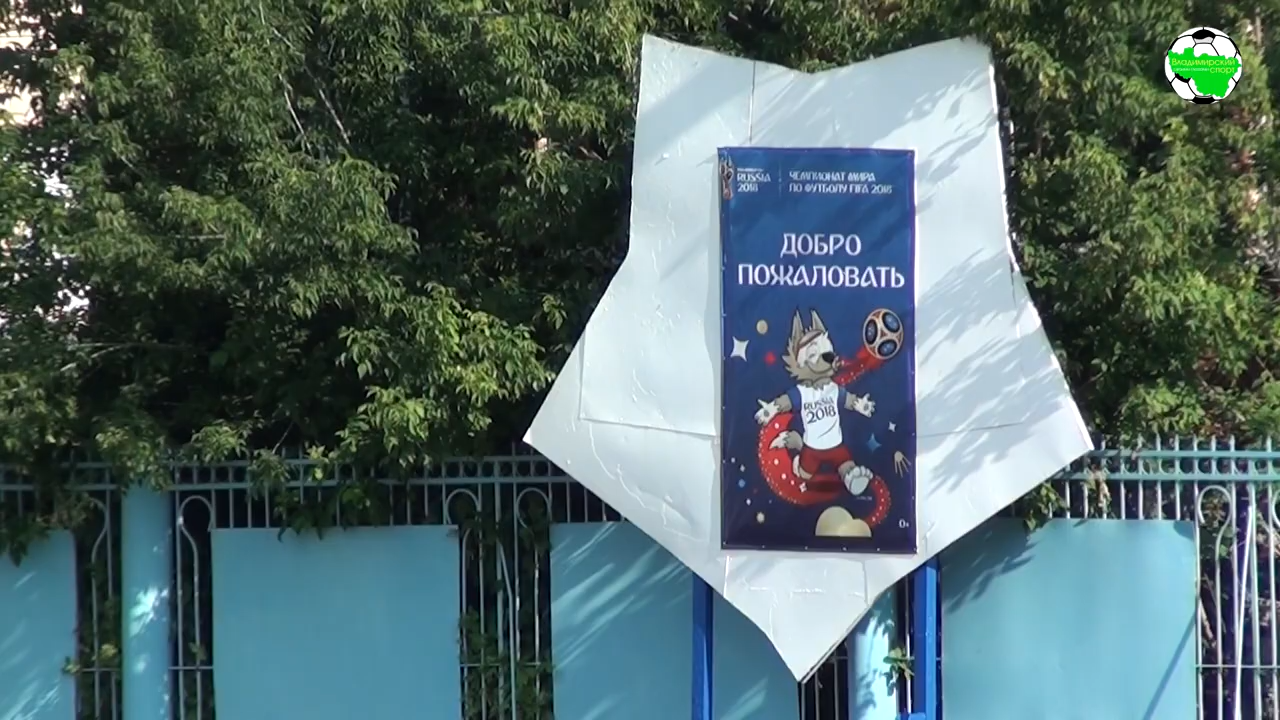 Владимирский
спорт
RUSSIA
2018
ЧЕМПИОНАТ МИРА
ПО ФУТБОЛУ FIFA 2018
ДОБРО
ПОЖАЛОВАТЬ
RUSSIA
2018
0+